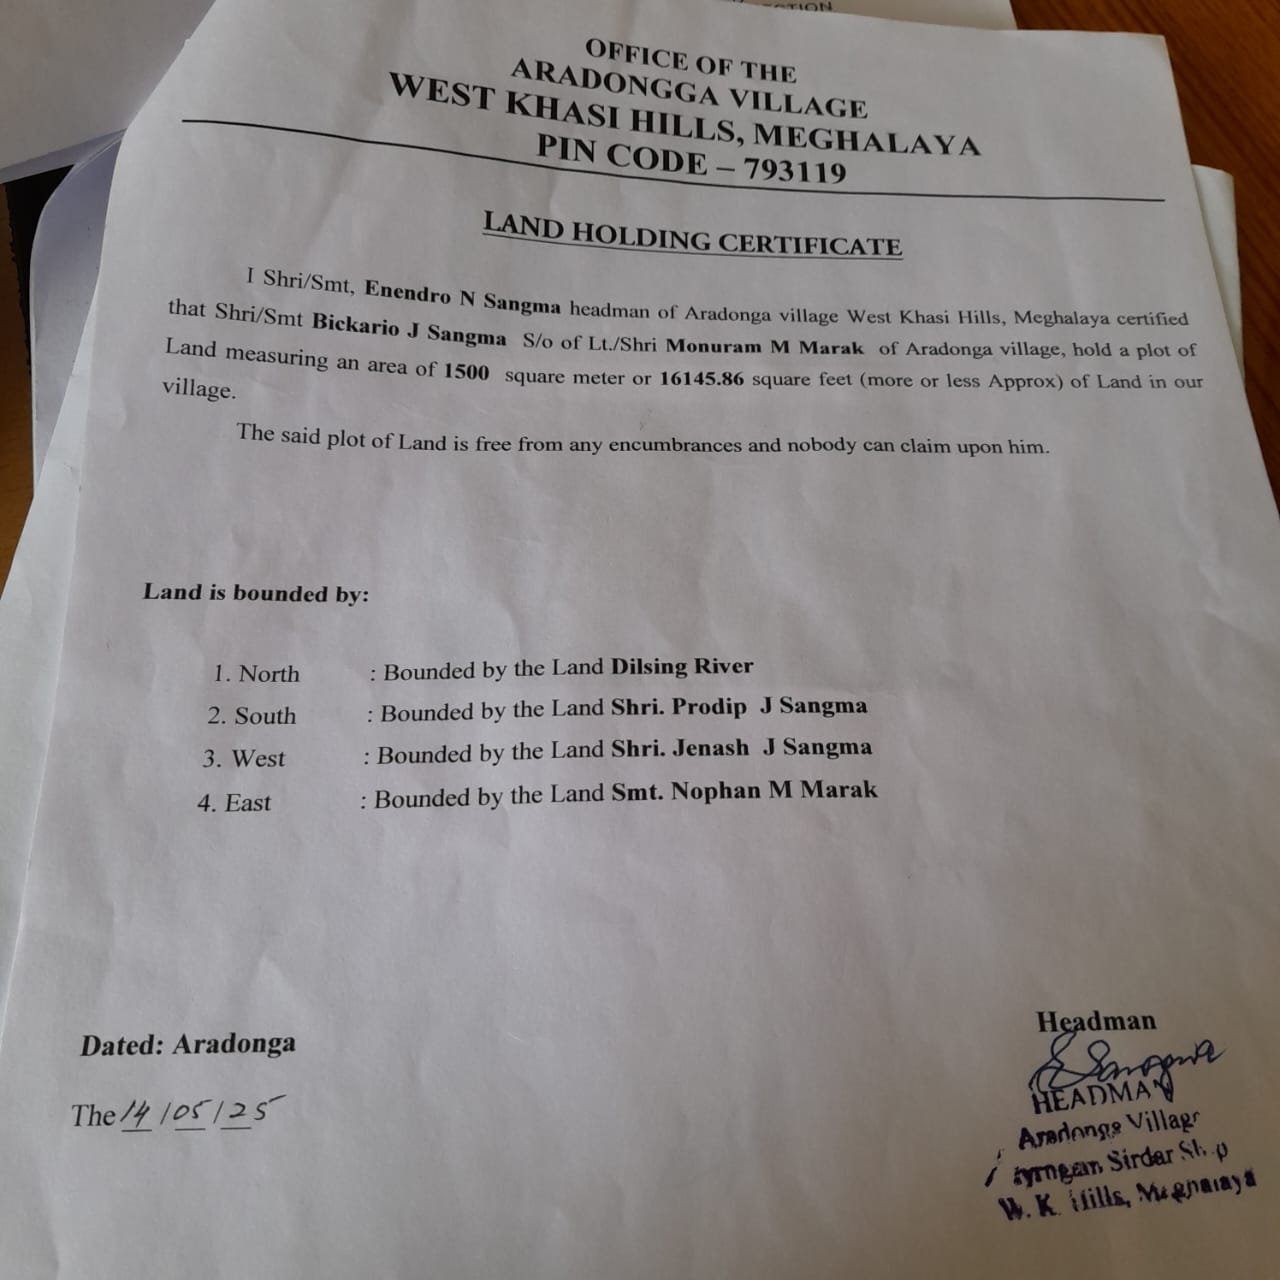 OFFICE OF THE
ARADONGGA VILLAGE
WEST KHASI HILLS, MEGHALAYA
PIN CODE – 793119
LAND HOLDING CERTIFICATE
I Shri/Smt, Enendro N Sangma headman of Aradonga village West Khasi Hills, Meghalaya certified
that Shri/Smt Bickario J Sangma S/o of Lt./Shri Monuram M Marak of Aradonga village, hold a plot of
Land measuring an area of 1500 square meter or 16145.86 square feet (more or less Approx) of Land in our
village.
The said plot of Land is free from any encumbrances and nobody can claim upon him.
Land is bounded by:
1. North : Bounded by the Land Dilsing River
2. South : Bounded by the Land Shri. Prodip J Sangma
3. West : Bounded by the Land Shri. Jenash J Sangma
4. East : Bounded by the Land Smt. Nophan M Marak
Dated: Aradonga
The 14/05/25
Headman
Sangma
HEADMAN
Aradonga Village
Sirdar
W. K. Hills, Meghalaya